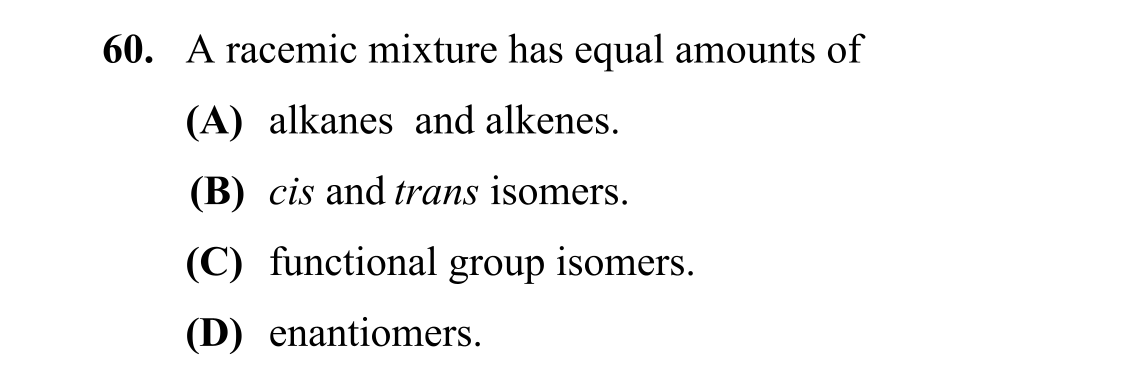 60. A racemic mixture has equal amounts of
(A) alkanes and alkenes.
(B) cis and trans isomers.
(C) functional group isomers.
(D) enantiomers.